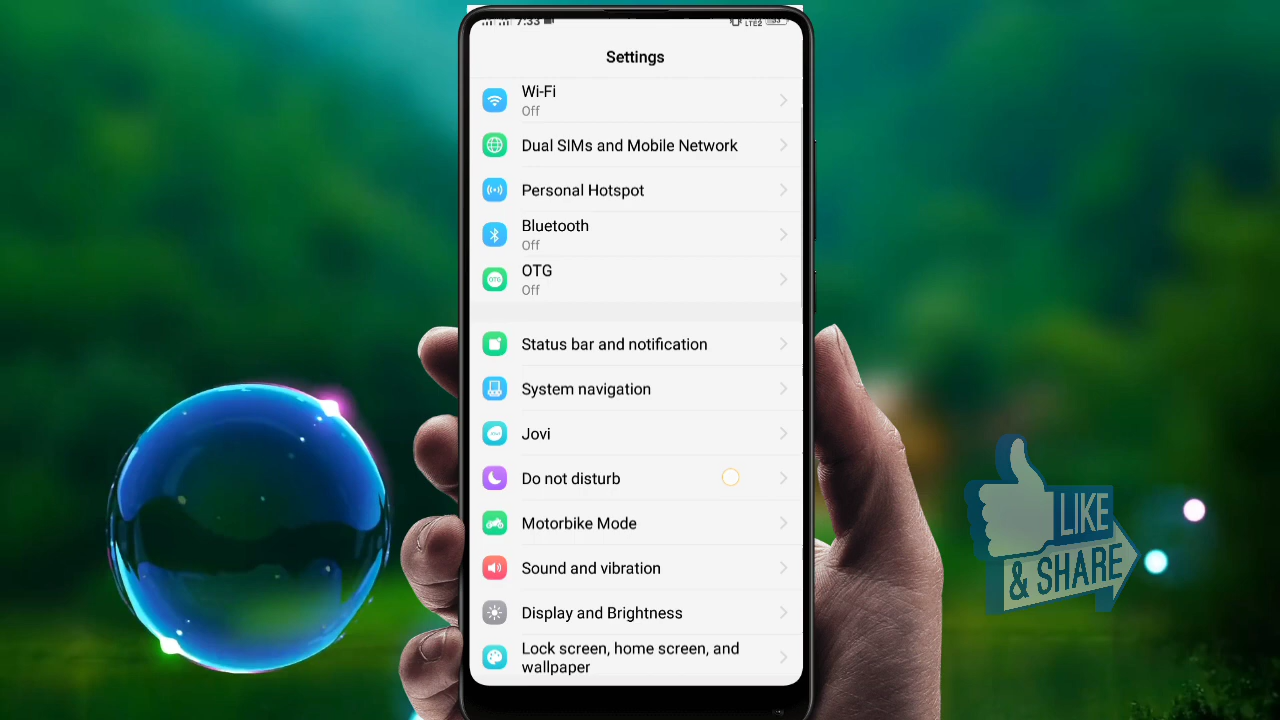 7:33
LTE2
Settings
Wi-Fi
Off
Dual SIMs and Mobile Network
Personal Hotspot
Bluetooth
Off
OTG
OTG
Off
Status bar and notification
System navigation
Jovi
Do not disturb
Motorbike Mode
Sound and vibration
Display and Brightness
Lock screen, home screen, and
wallpaper
LIKE
& SHARE